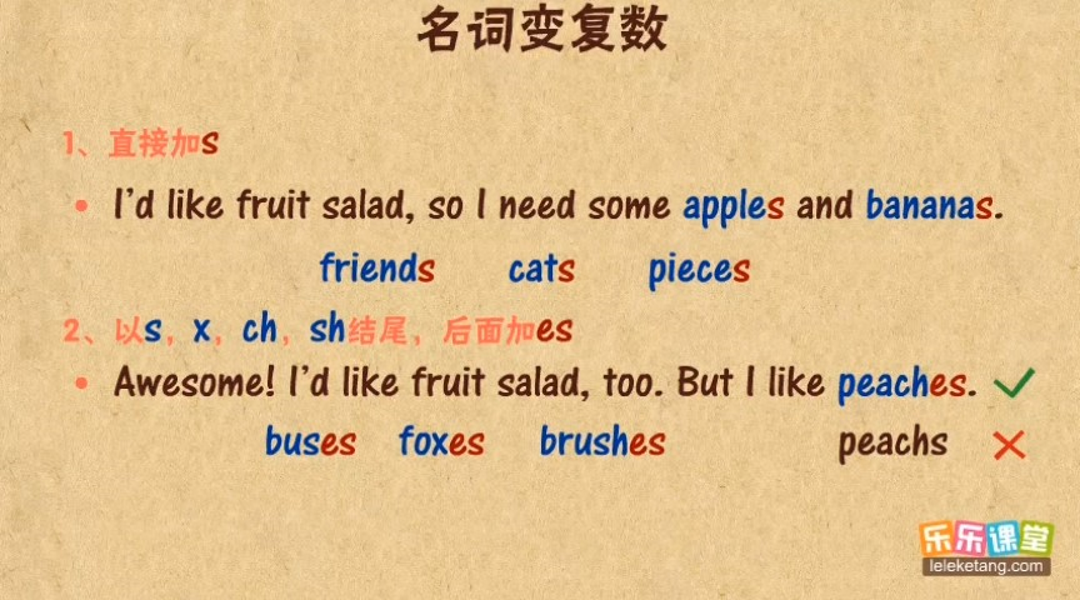 名词变复数
1、直接加s
• I'd like fruit salad, so I need some apples and bananas.
friends cats pieces
2、以s，x，ch，sh结尾，后面加es
• Awesome! I'd like fruit salad, too. But I like peaches. ✓
buses foxes brushes peachs ×
乐乐课堂
leleketang.com